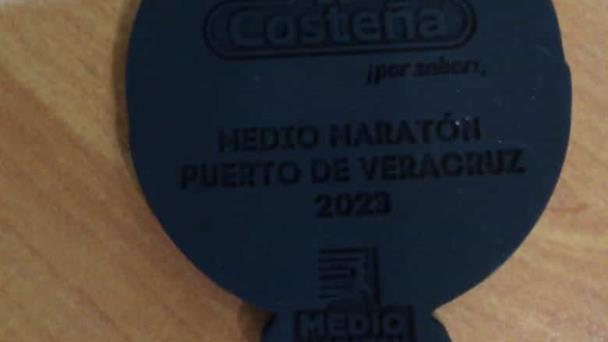 Costeña
¡por sabor!
MEDIO MARATÓN
PUERTO DE VERACRUZ
2023
MEDIO